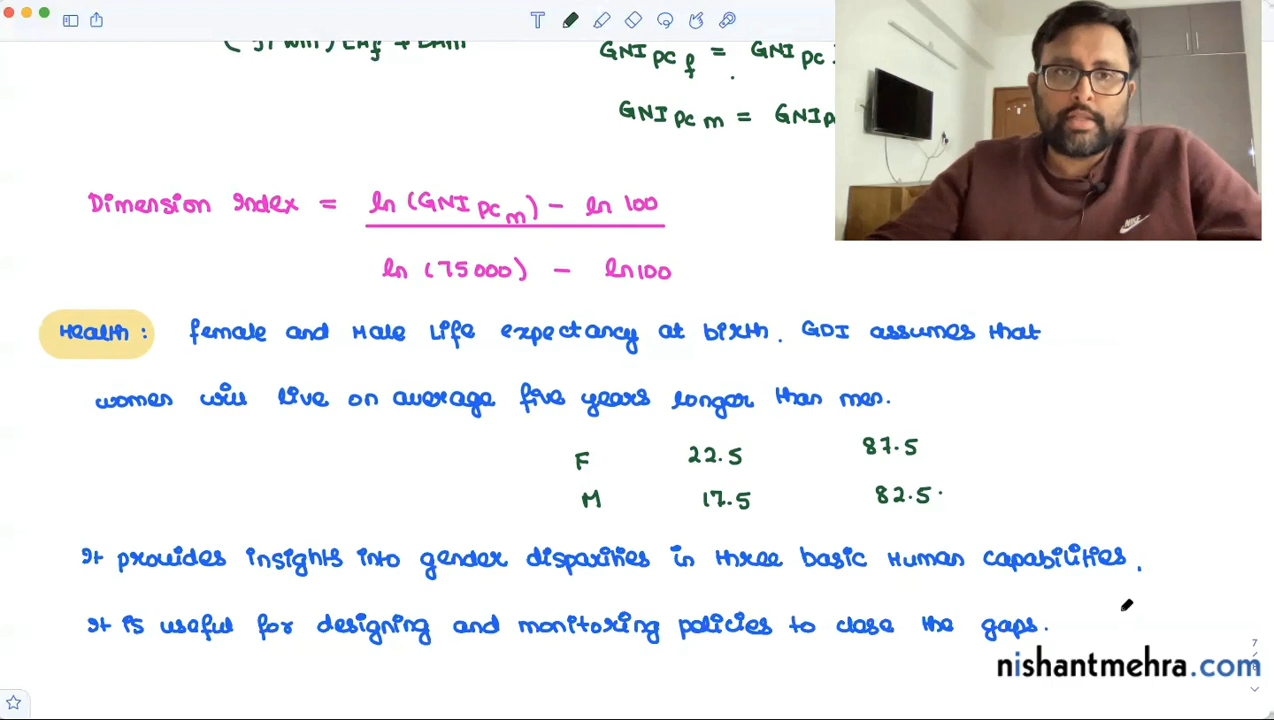 GNI PC f = GNI PC
GNI PC m = GNI
Dimension Index = ln (GNI PC m) - ln 100
ln (75000) - ln 100
Health: female and Male Life expectancy at birth. GDI assumes that
women will live on average five years longer than men.
F 22.5 87.5
M 17.5 82.5
It provides insights into gender disparities in three basic Human capabilities.
It is useful for designing and monitoring policies to close the gaps.
NIKE
nishantmehra.com
7